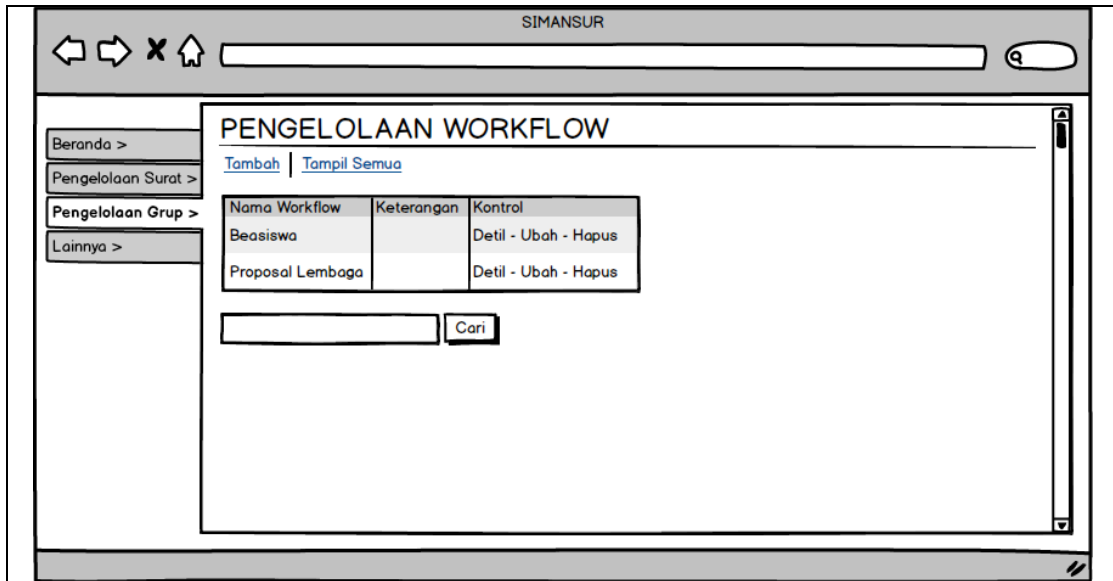 SIMANSUR
Beranda >
Pengelolaan Surat >
Pengelolaan Grup >
Lainnya >
PENGELOLAAN WORKFLOW
Tambah | Tampil Semua
Nama Workflow Keterangan Kontrol
Beasiswa Detil - Ubah - Hapus
Proposal Lembaga Detil - Ubah - Hapus
Cari